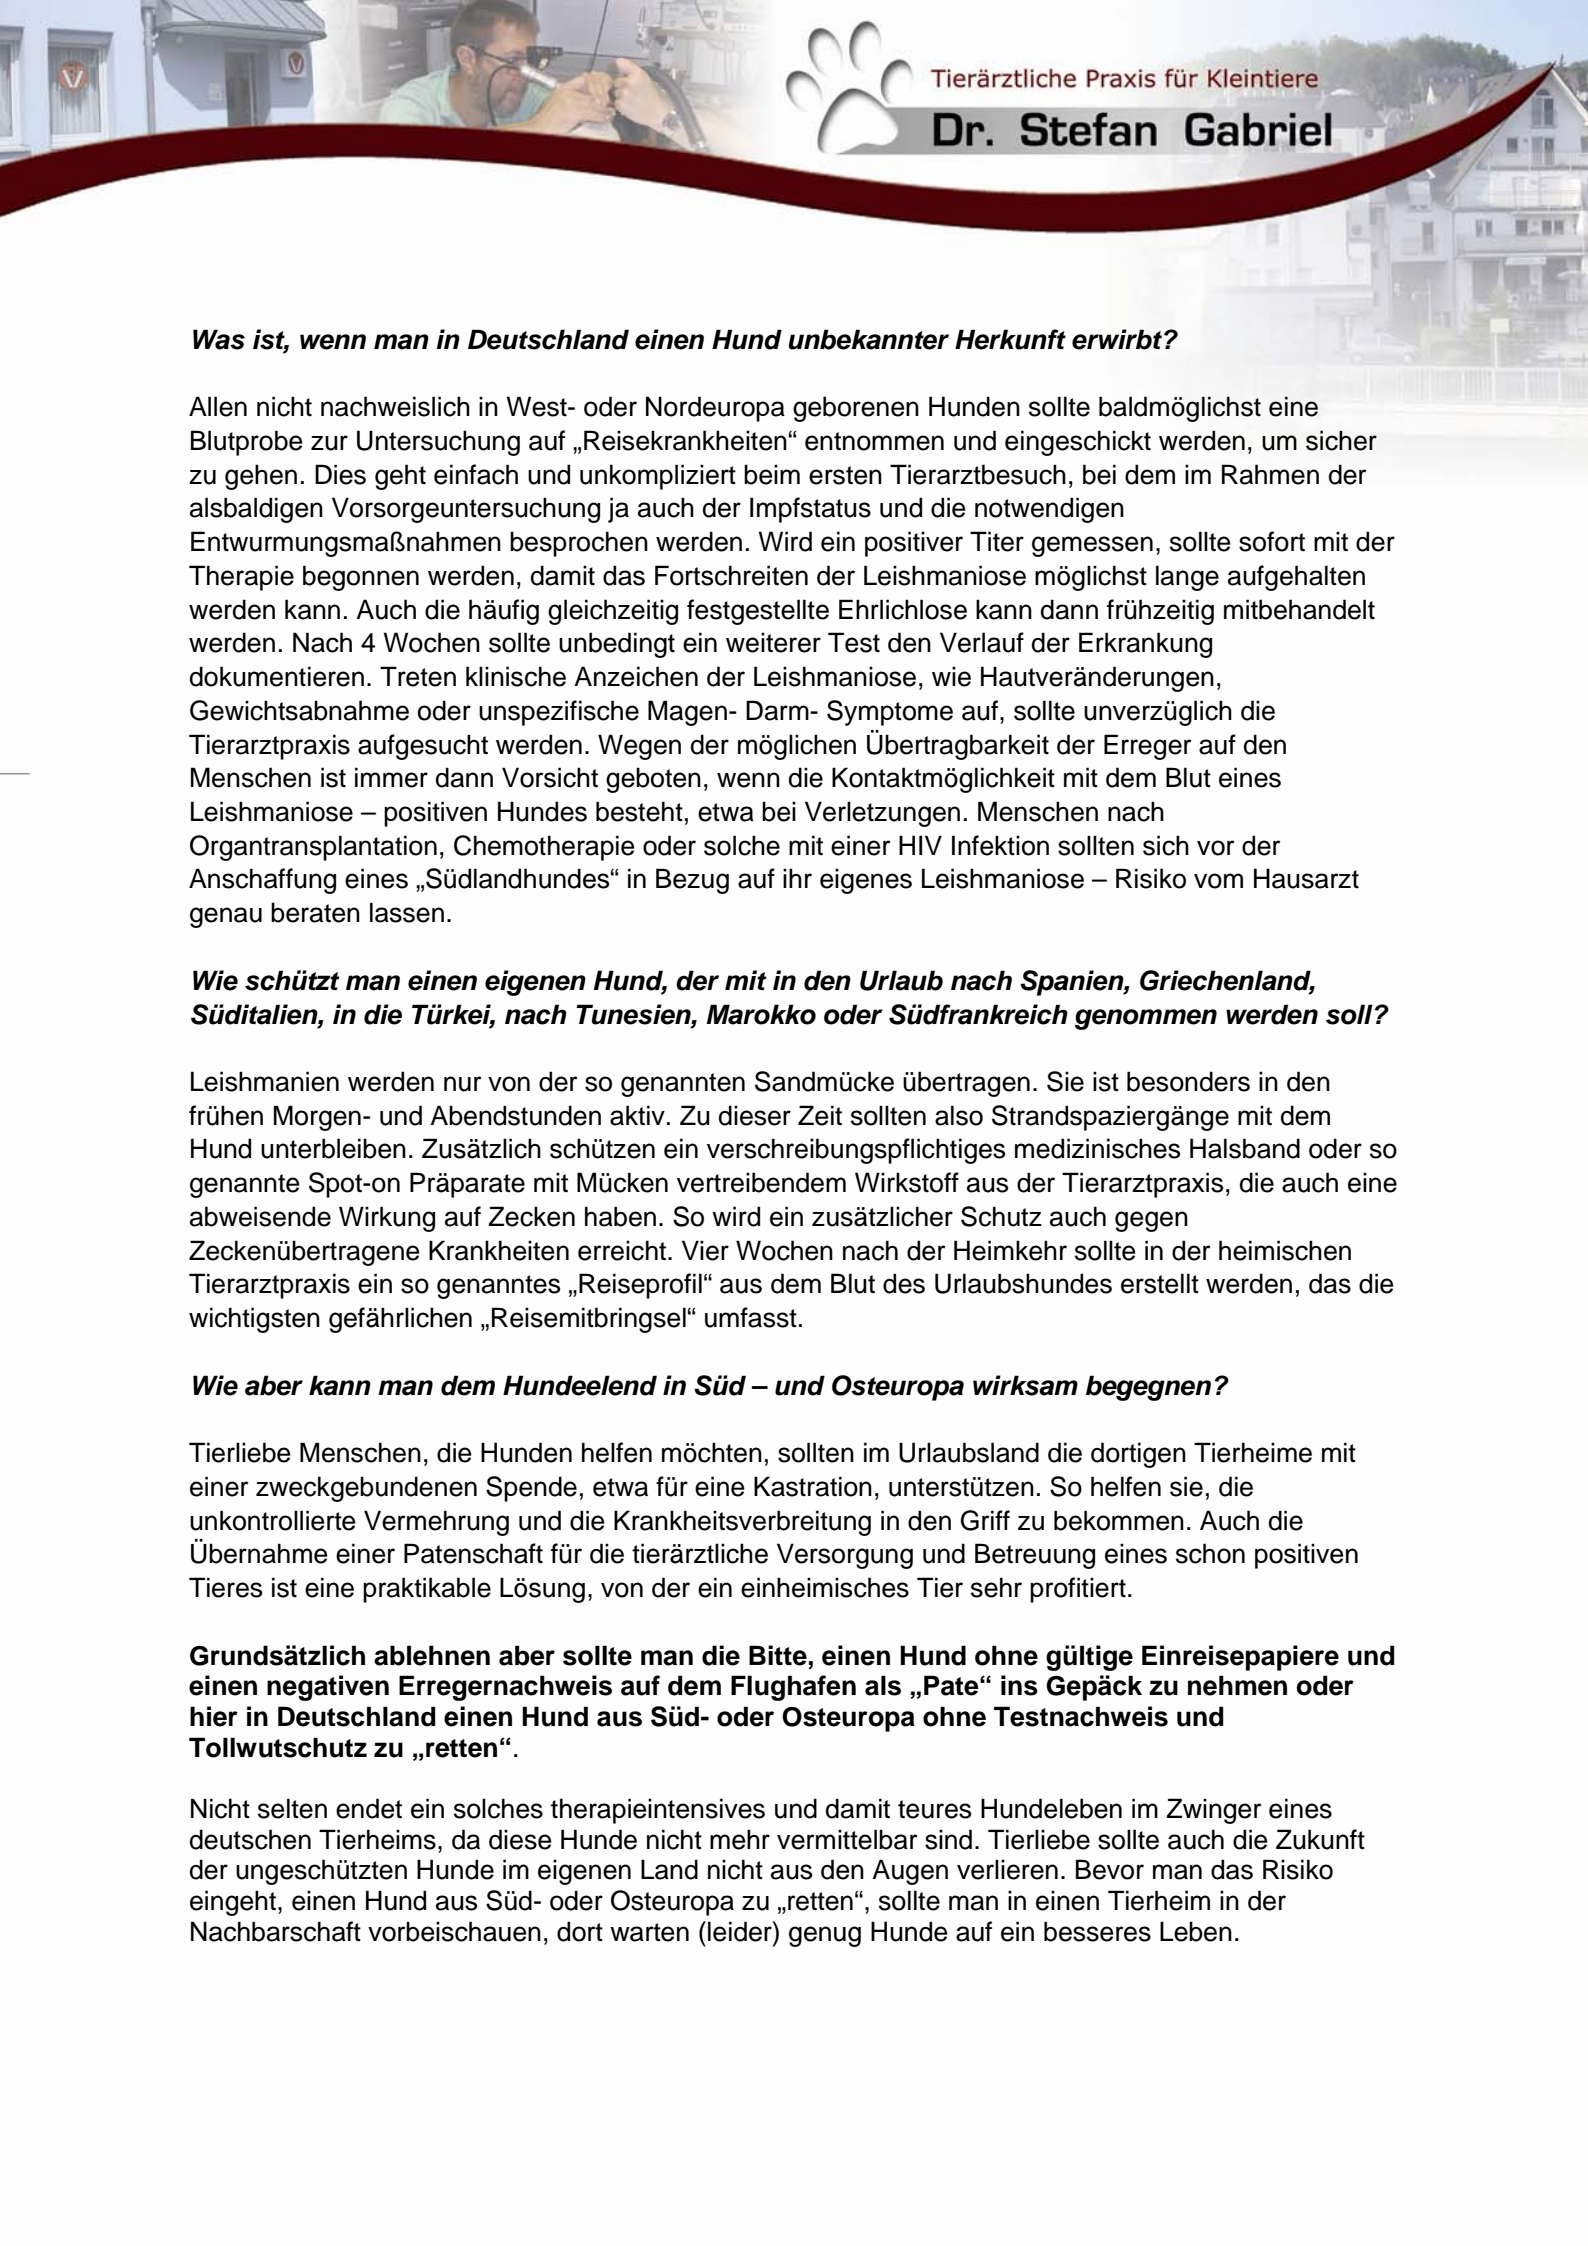 Tierärztliche Praxis für Kleintiere
Dr. Stefan Gabriel
Was ist, wenn man in Deutschland einen Hund unbekannter Herkunft erwirbt?
Allen nicht nachweislich in West- oder Nordeuropa geborenen Hunden sollte baldmöglichst eine
Blutprobe zur Untersuchung auf „Reisekrankheiten“ entnommen und eingeschickt werden, um sicher
zu gehen. Dies geht einfach und unkompliziert beim ersten Tierarztbesuch, bei dem im Rahmen der
alsbaldigen Vorsorgeuntersuchung ja auch der Impfstatus und die notwendigen
Entwurmungsmaßnahmen besprochen werden. Wird ein positiver Titer gemessen, sollte sofort mit der
Therapie begonnen werden, damit das Fortschreiten der Leishmaniose möglichst lange aufgehalten
werden kann. Auch die häufig gleichzeitig festgestellte Ehrlichlose kann dann frühzeitig mitbehandelt
werden. Nach 4 Wochen sollte unbedingt ein weiterer Test den Verlauf der Erkrankung
dokumentieren. Treten klinische Anzeichen der Leishmaniose, wie Hautveränderungen,
Gewichtsabnahme oder unspezifische Magen- Darm- Symptome auf, sollte unverzüglich die
Tierarztpraxis aufgesucht werden. Wegen der möglichen Übertragbarkeit der Erreger auf den
Menschen ist immer dann Vorsicht geboten, wenn die Kontaktmöglichkeit mit dem Blut eines
Leishmaniose – positiven Hundes besteht, etwa bei Verletzungen. Menschen nach
Organtransplantation, Chemotherapie oder solche mit einer HIV Infektion sollten sich vor der
Anschaffung eines „Südlandhundes“ in Bezug auf ihr eigenes Leishmaniose – Risiko vom Hausarzt
genau beraten lassen.
Wie schützt man einen eigenen Hund, der mit in den Urlaub nach Spanien, Griechenland,
Süditalien, in die Türkei, nach Tunesien, Marokko oder Südfrankreich genommen werden soll?
Leishmanien werden nur von der so genannten Sandmücke übertragen. Sie ist besonders in den
frühen Morgen- und Abendstunden aktiv. Zu dieser Zeit sollten also Strandspaziergänge mit dem
Hund unterbleiben. Zusätzlich schützen ein verschreibungspflichtiges medizinisches Halsband oder so
genannte Spot-on Präparate mit Mücken vertreibendem Wirkstoff aus der Tierarztpraxis, die auch eine
abweisende Wirkung auf Zecken haben. So wird ein zusätzlicher Schutz auch gegen
Zeckenübertragene Krankheiten erreicht. Vier Wochen nach der Heimkehr sollte in der heimischen
Tierarztpraxis ein so genanntes „Reiseprofil“ aus dem Blut des Urlaubshundes erstellt werden, das die
wichtigsten gefährlichen „Reisemitbringsel“ umfasst.
Wie aber kann man dem Hundeelend in Süd – und Osteuropa wirksam begegnen?
Tierliebe Menschen, die Hunden helfen möchten, sollten im Urlaubsland die dortigen Tierheime mit
einer zweckgebundenen Spende, etwa für eine Kastration, unterstützen. So helfen sie, die
unkontrollierte Vermehrung und die Krankheitsverbreitung in den Griff zu bekommen. Auch die
Übernahme einer Patenschaft für die tierärztliche Versorgung und Betreuung eines schon positiven
Tieres ist eine praktikable Lösung, von der ein einheimisches Tier sehr profitiert.
Grundsätzlich ablehnen aber sollte man die Bitte, einen Hund ohne gültige Einreisepapiere und
einen negativen Erregernachweis auf dem Flughafen als „Pate“ ins Gepäck zu nehmen oder
hier in Deutschland einen Hund aus Süd- oder Osteuropa ohne Testnachweis und
Tollwutschutz zu „retten“.
Nicht selten endet ein solches therapieintensives und damit teures Hundeleben im Zwinger eines
deutschen Tierheims, da diese Hunde nicht mehr vermittelbar sind. Tierliebe sollte auch die Zukunft
der ungeschützten Hunde im eigenen Land nicht aus den Augen verlieren. Bevor man das Risiko
eingeht, einen Hund aus Süd- oder Osteuropa zu „retten“, sollte man in einen Tierheim in der
Nachbarschaft vorbeischauen, dort warten (leider) genug Hunde auf ein besseres Leben.